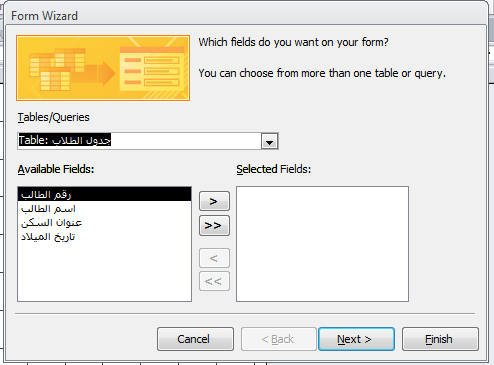 Form Wizard
Which fields do you want on your form?
You can choose from more than one table or query.
Tables/Queries
Table: جدول الطلاب
Available Fields:
Selected Fields:
رقم الطالب
اسم الطالب
عنوان السكن
تاريخ الميلاد
>
>>
<
<<
Cancel
< Back
Next >
Finish